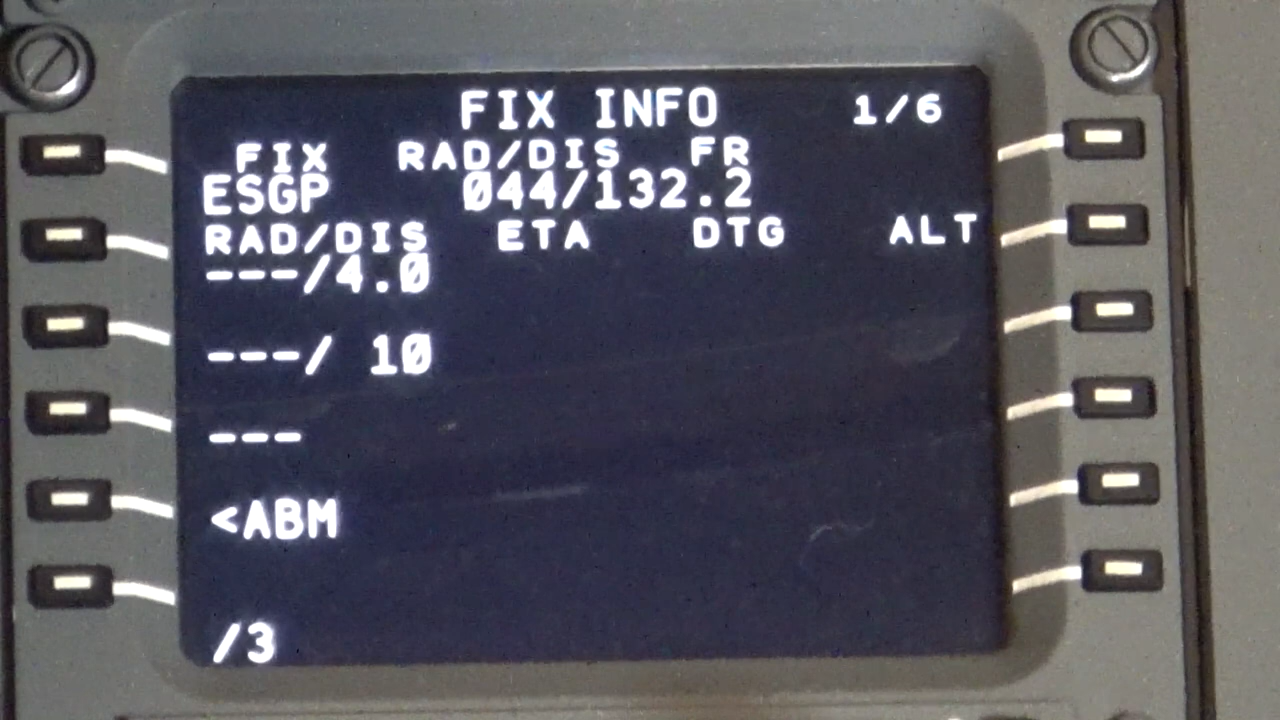 FIX INFO 1/6
FIX RAD/DIS FR
ESGP 044/132.2
RAD/DIS ETA DTG ALT
---/4.0
---/ 10
---
<ABM
/3